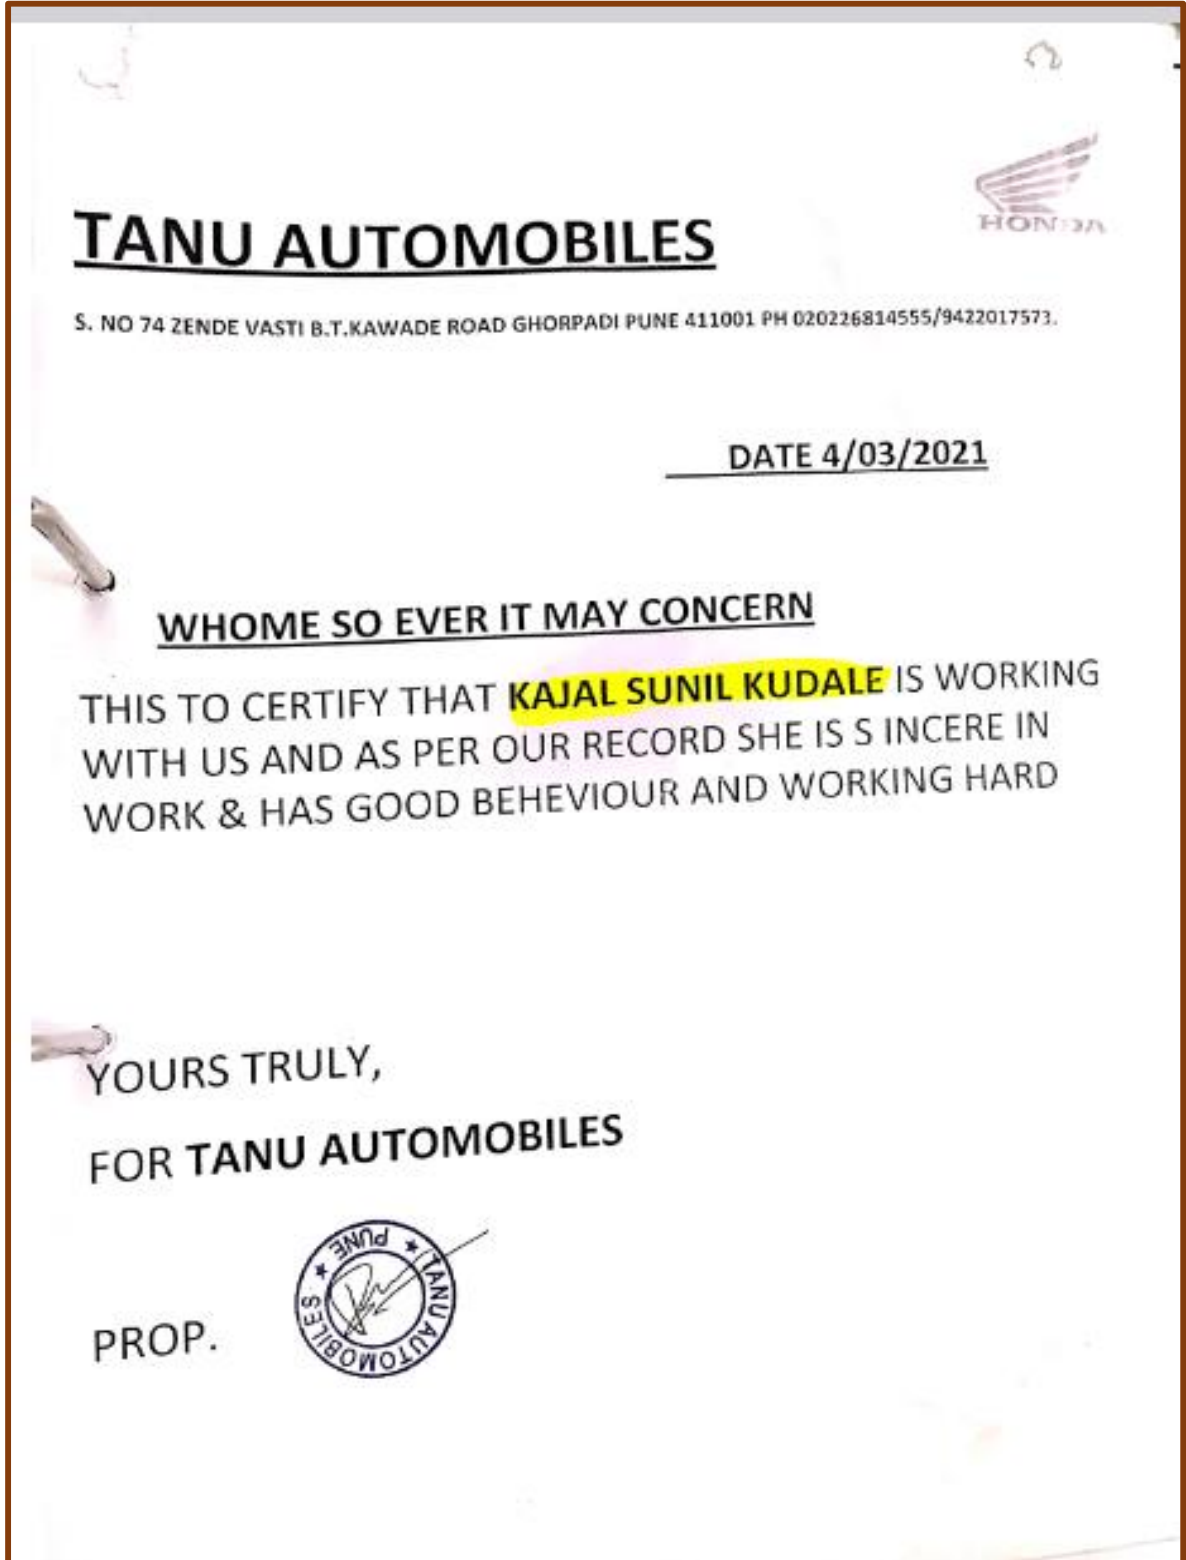 HONDA
TANU AUTOMOBILES
S. NO 74 ZENDE VASTI B.T.KAWADE ROAD GHORPADI PUNE 411001 PH 020226814555/9422017573.
DATE 4/03/2021
WHOME SO EVER IT MAY CONCERN
THIS TO CERTIFY THAT KAJAL SUNIL KUDALE IS WORKING
WITH US AND AS PER OUR RECORD SHE IS S INCERE IN
WORK & HAS GOOD BEHEVIOUR AND WORKING HARD
YOURS TRULY,
FOR TANU AUTOMOBILES
PROP.
TANU AUTOMOBILES ★ PUNE ★